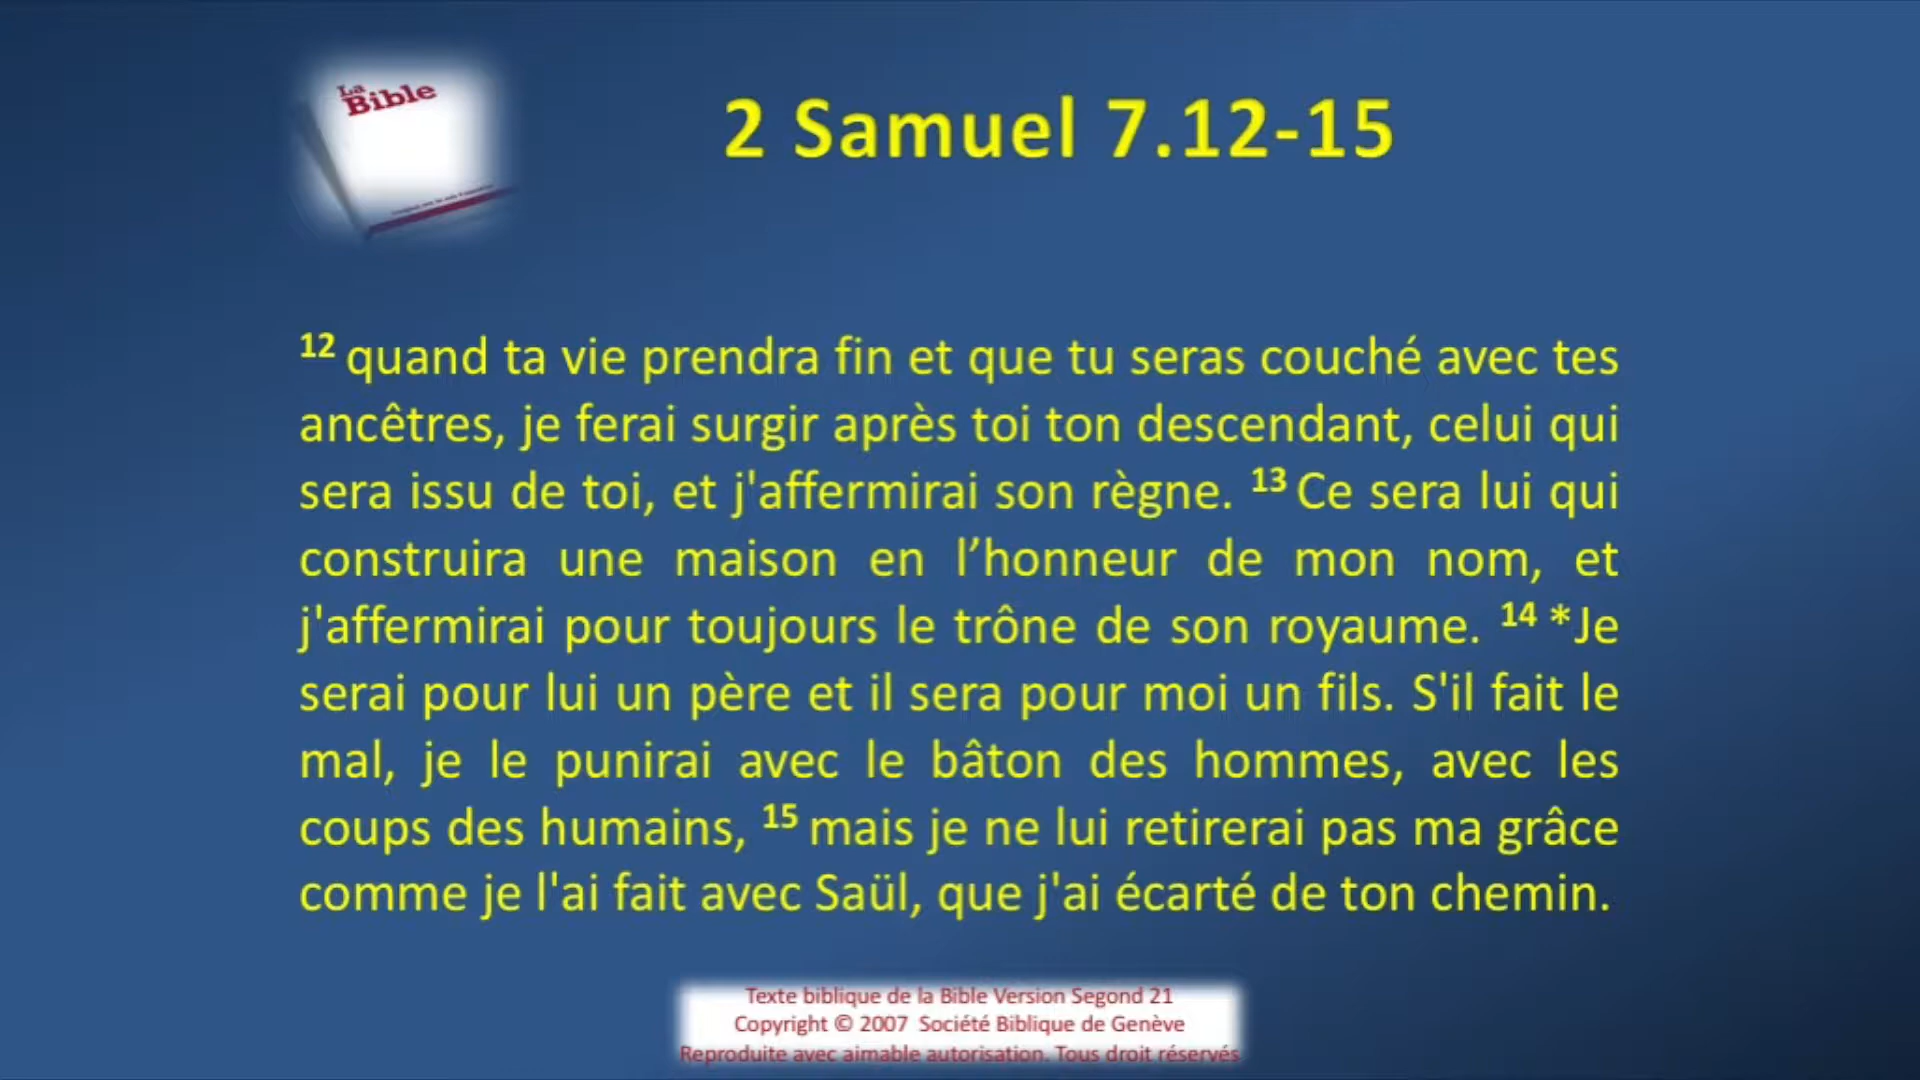 La
Bible
2 Samuel 7.12-15
12 quand ta vie prendra fin et que tu seras couché avec tes
ancêtres, je ferai surgir après toi ton descendant, celui qui
sera issu de toi, et j'affermirai son règne. 13 Ce sera lui qui
construira une maison en l’honneur de mon nom, et
j'affermirai pour toujours le trône de son royaume. 14 *Je
serai pour lui un père et il sera pour moi un fils. S'il fait le
mal, je le punirai avec le bâton des hommes, avec les
coups des humains, 15 mais je ne lui retirerai pas ma grâce
comme je l'ai fait avec Saül, que j'ai écarté de ton chemin.
Texte biblique de la Bible Version Segond 21
Copyright © 2007 Société Biblique de Genève
Reproduite avec aimable autorisation. Tous droit réservés